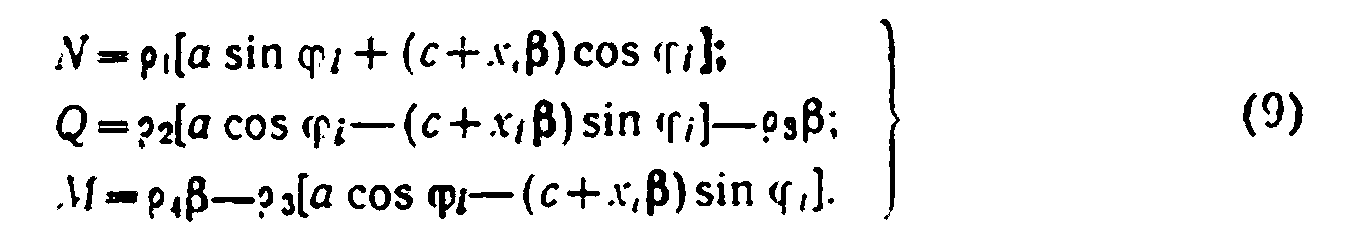 N = ρ₁[a sin φᵢ + (c + xᵢβ) cos φᵢ];
Q = ρ₂[a cos φᵢ — (c + xᵢβ) sin φᵢ] — ρ₃β; (9)
M = ρ₄β — ρ₃[a cos φᵢ — (c + xᵢβ) sin φᵢ].